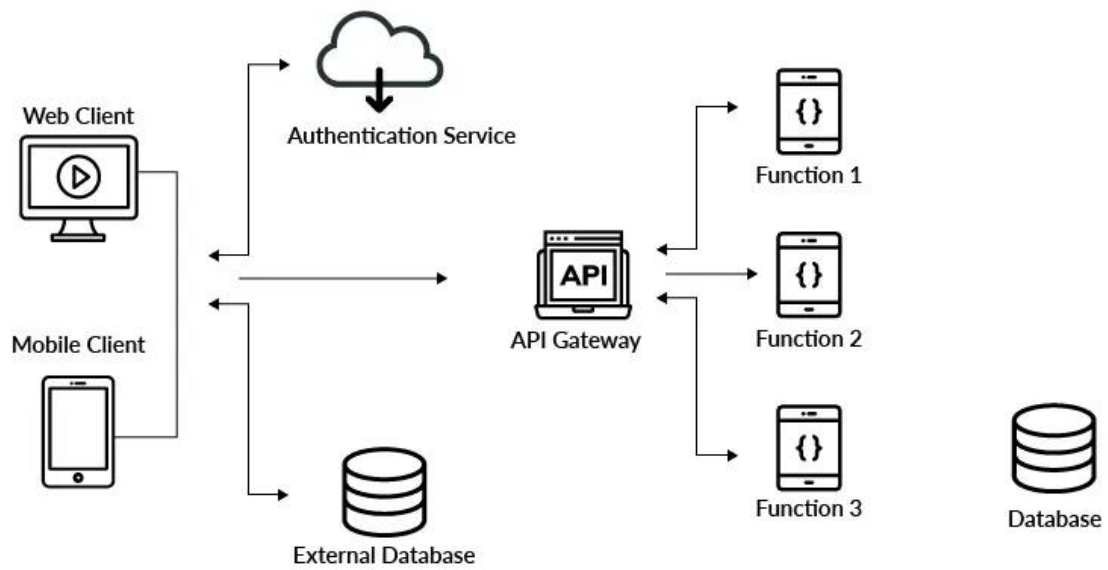 Web Client
Authentication Service
Mobile Client
External Database
API
API Gateway
{}
Function 1
{}
Function 2
{}
Function 3
Database